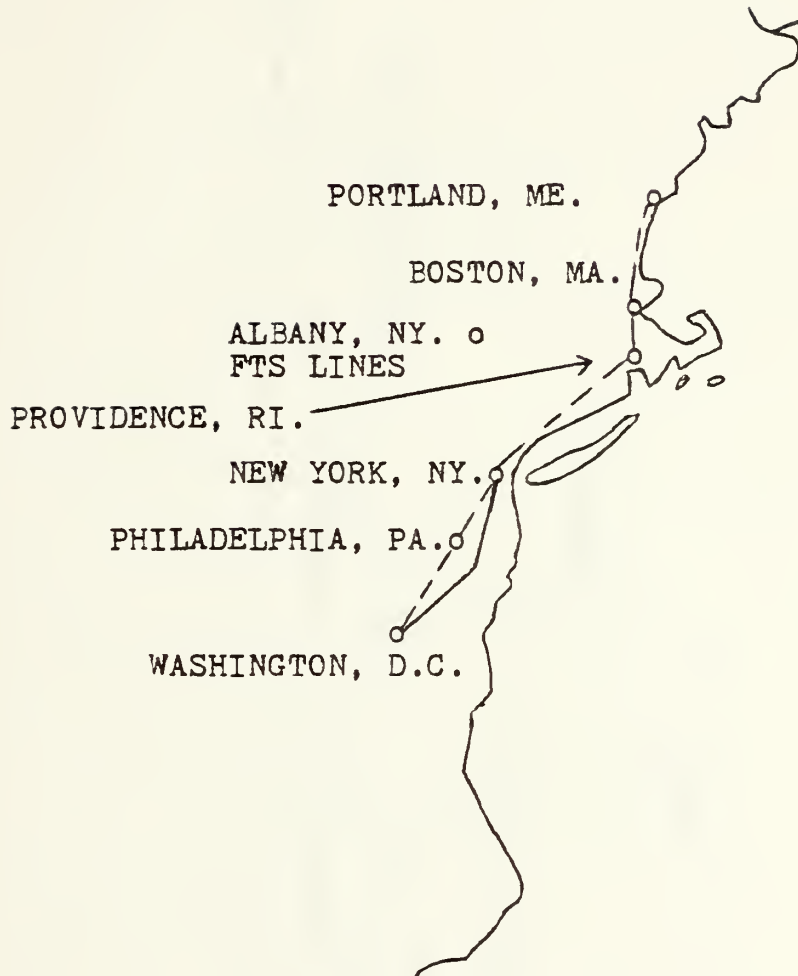 PORTLAND, ME.
BOSTON, MA.
ALBANY, NY.
FTS LINES
PROVIDENCE, RI.
NEW YORK, NY.
PHILADELPHIA, PA.
WASHINGTON, D.C.